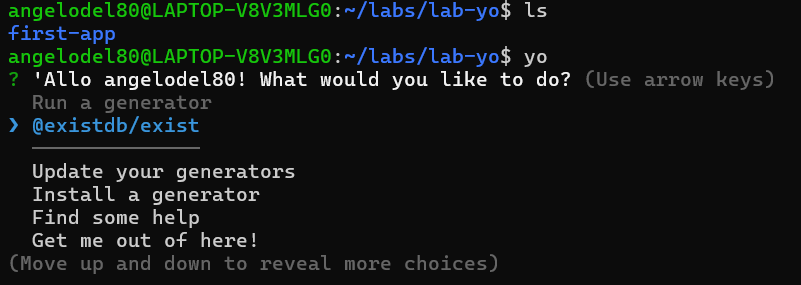 angelodel80@LAPTOP-V8V3MLG0:~/labs/lab-yo$ ls
first-app
angelodel80@LAPTOP-V8V3MLG0:~/labs/lab-yo$ yo
? 'Allo angelodel80! What would you like to do? (Use arrow keys)
  Run a generator
❯ @existdb/exist
  ──────────────
  Update your generators
  Install a generator
  Find some help
  Get me out of here!
(Move up and down to reveal more choices)